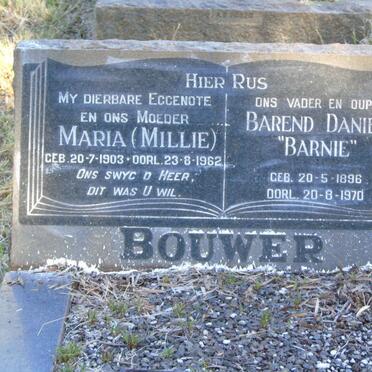 HIER RUS
MY DIERBARE EGGENOTE
EN ONS MOEDER
MARIA (MILLIE)
GEB. 20-7-1903 • OORL. 23-8-1962
ONS SWYG O HEER,
DIT WAS U WIL.
ONS VADER EN OUP
BAREND DANIE
"BARNIE"
GEB. 20-5-1896
OORL. 20-8-1970
BOUWER